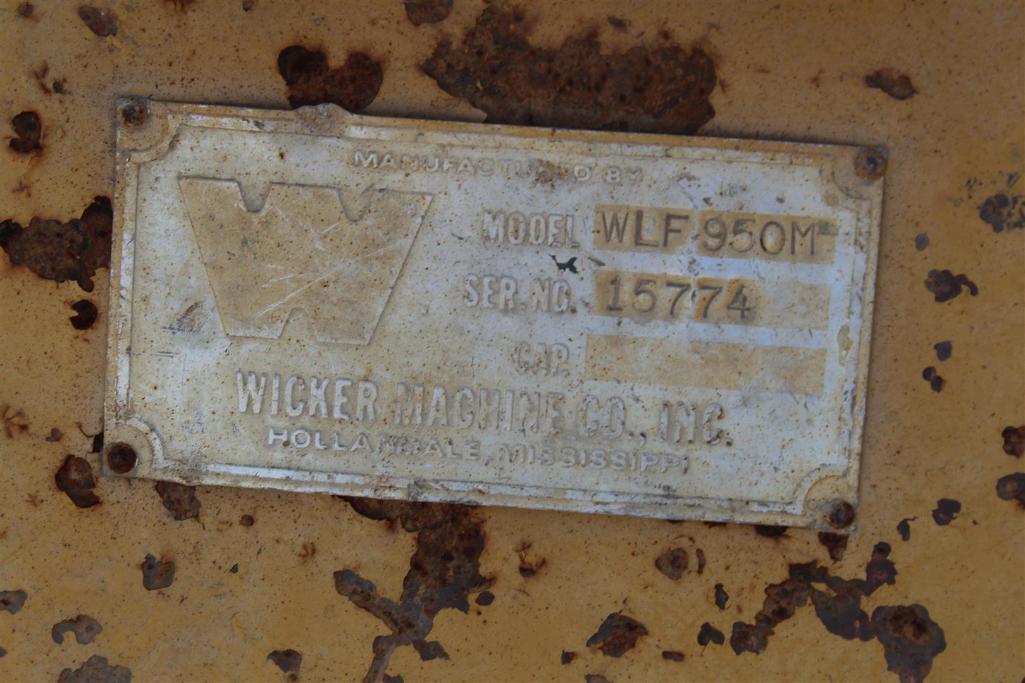 MANUFACTURED BY
W
MODEL WLF 950M
SER. NO. 15774
CAP.
WICKER MACHINE CO., INC.
HOLLANDALE, MISSISSIPPI